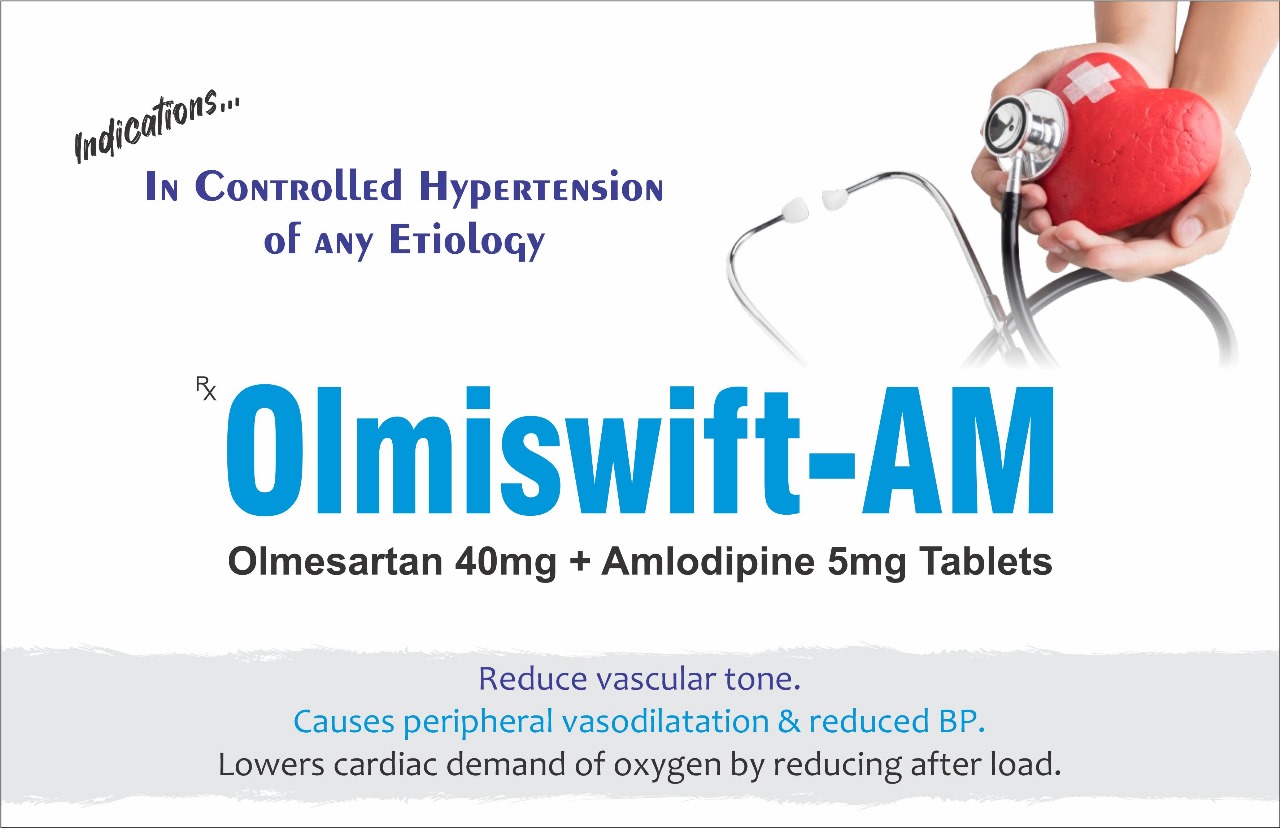 Indications...
In Controlled Hypertension
of any Etiology
Rx Olmiswift-AM
Olmesartan 40mg + Amlodipine 5mg Tablets
Reduce vascular tone.
Causes peripheral vasodilatation & reduced BP.
Lowers cardiac demand of oxygen by reducing after load.